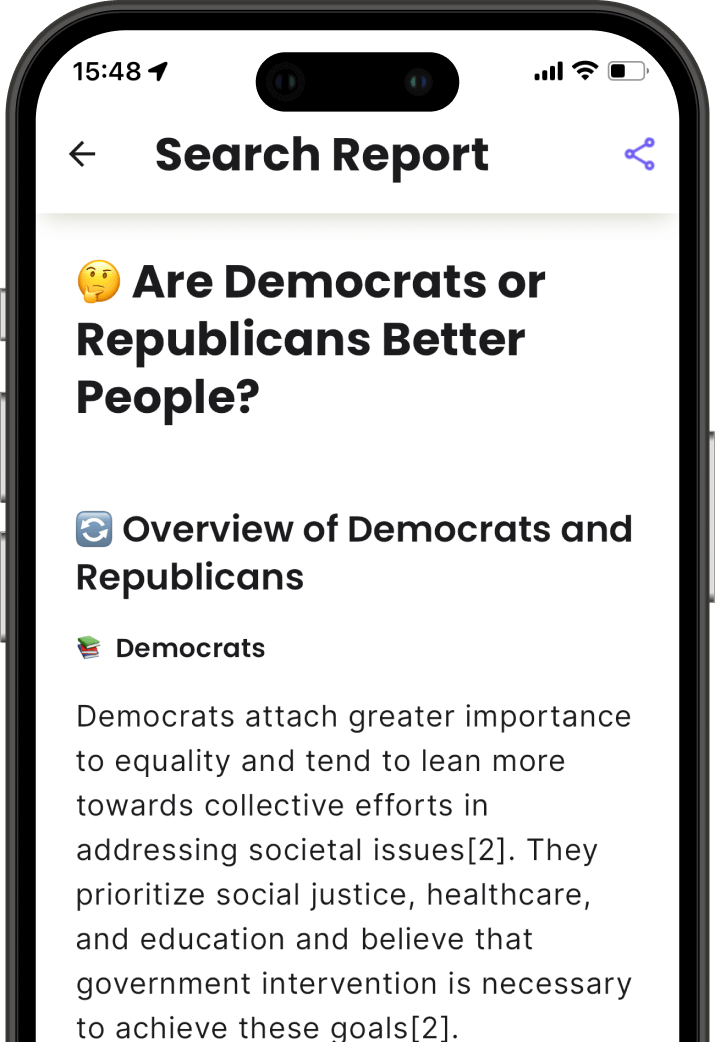 15:48
Search Report
🤔 Are Democrats or
Republicans Better
People?
🔄 Overview of Democrats and
Republicans
📚 Democrats
Democrats attach greater importance
to equality and tend to lean more
towards collective efforts in
addressing societal issues[2]. They
prioritize social justice, healthcare,
and education and believe that
government intervention is necessary
to achieve these goals[2].